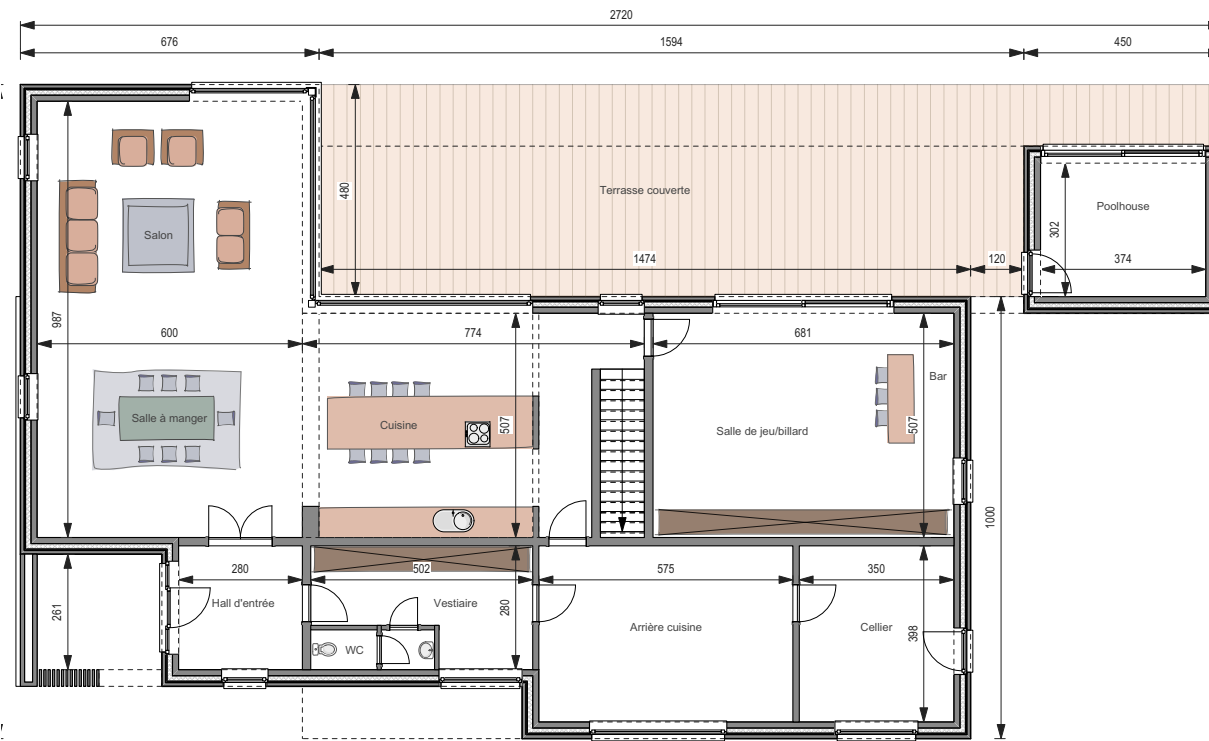 2720
676
1594
450
Terrasse couverte
480
Poolhouse
302
Salon
1474
120
374
987
600
774
681
Bar
Salle à manger
Cuisine
507
Salle de jeu/billard
507
1000
280
502
575
350
261
Hall d'entrée
Vestiaire
280
Arrière cuisine
Cellier
398
WC